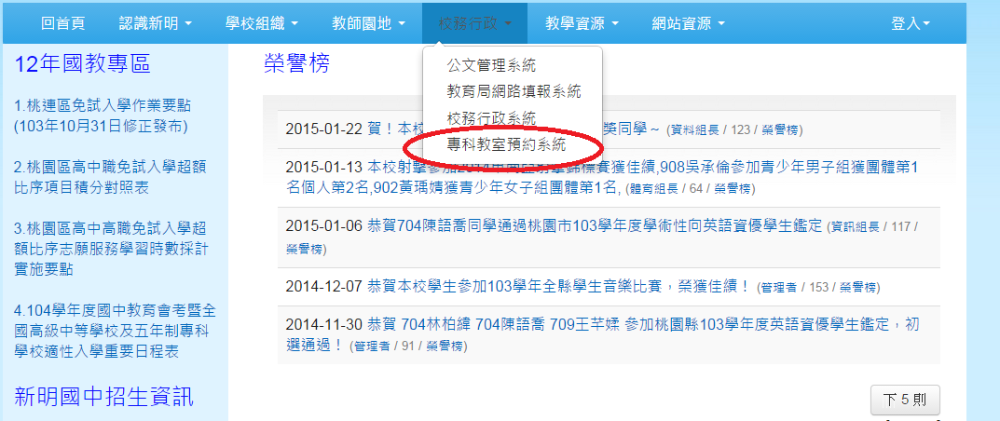 回首頁 認識新明 學校組織 教師園地 校務行政 教學資源 網站資源 登入
12年國教專區
1.桃連區免試入學作業要點
(103年10月31日修正發布)
2.桃園區高中職免試入學超額
比序項目積分對照表
3.桃園區高中高職免試入學超
額比序志願服務學習時數採計
實施要點
4.104學年度國中教育會考暨全
國高級中等學校及五年制專科
學校適性入學重要日程表
新明國中招生資訊
公文管理系統
教育局網路填報系統
校務行政系統
專科教室預約系統
榮譽榜
2015-01-22 賀！本校 獎同學～ (資料組長 / 123 / 榮譽榜)
2015-01-13 本校射擊參加2014 錦標賽獲佳績,908吳承倫參加青少年男子組獲團體第1
名個人第2名,902黃瑀婧獲青少年女子組團體第1名, (體育組長 / 64 / 榮譽榜)
2015-01-06 恭賀704陳語喬同學通過桃園市103學年度學術性向英語資優學生鑑定 (資訊組長 / 117 /
榮譽榜)
2014-12-07 恭賀本校學生參加103學年全縣學生音樂比賽，榮獲佳績！ (管理者 / 153 / 榮譽榜)
2014-11-30 恭賀 704林柏緯 704陳語喬 709王芊媃 參加桃園縣103學年度英語資優學生鑑定，初
選通過！ (管理者 / 91 / 榮譽榜)
下 5 則